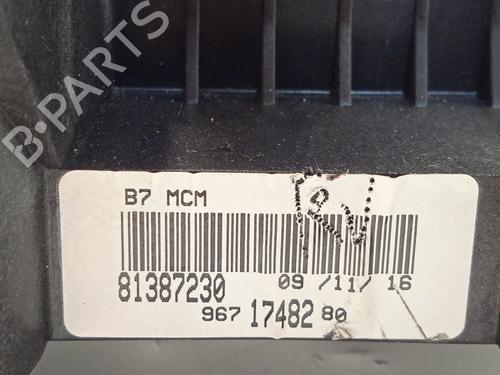 B-PARTS
B7 MCM
81387230 09 /11/ 16
967 17482 80